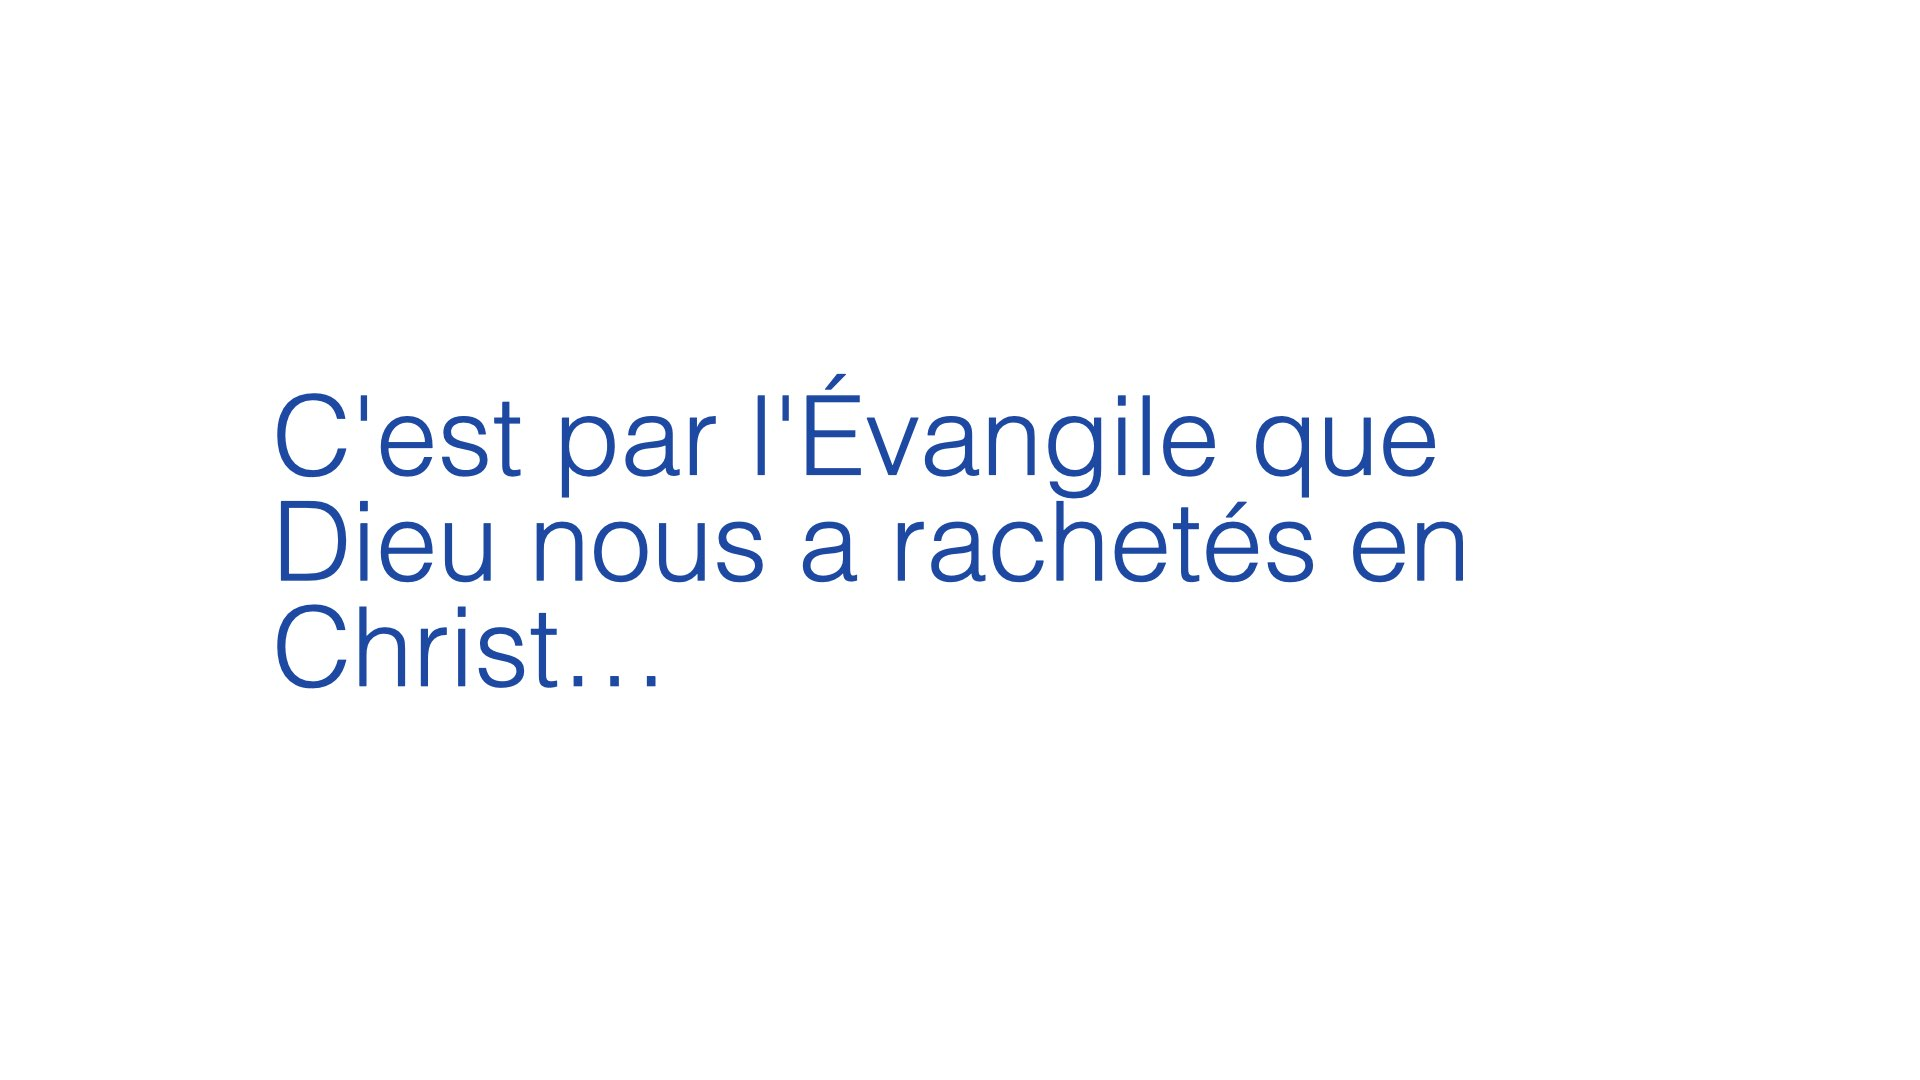 C'est par l'Évangile que
Dieu nous a rachetés en
Christ…